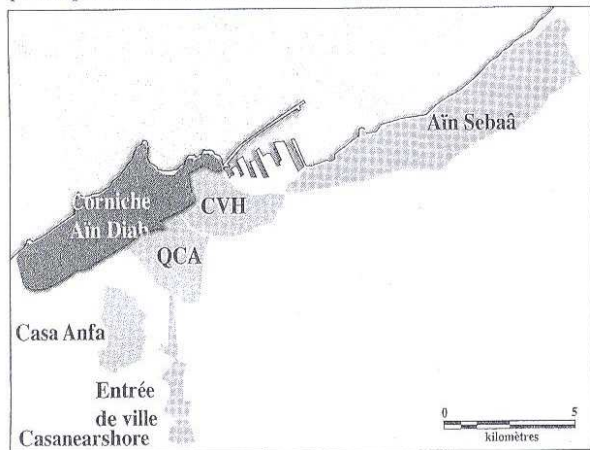 Aïn Sebaâ
Corniche
Aïn Diab
CVH
QCA
Casa Anfa
Entrée
de ville
Casanearshore
0 5
kilomètres